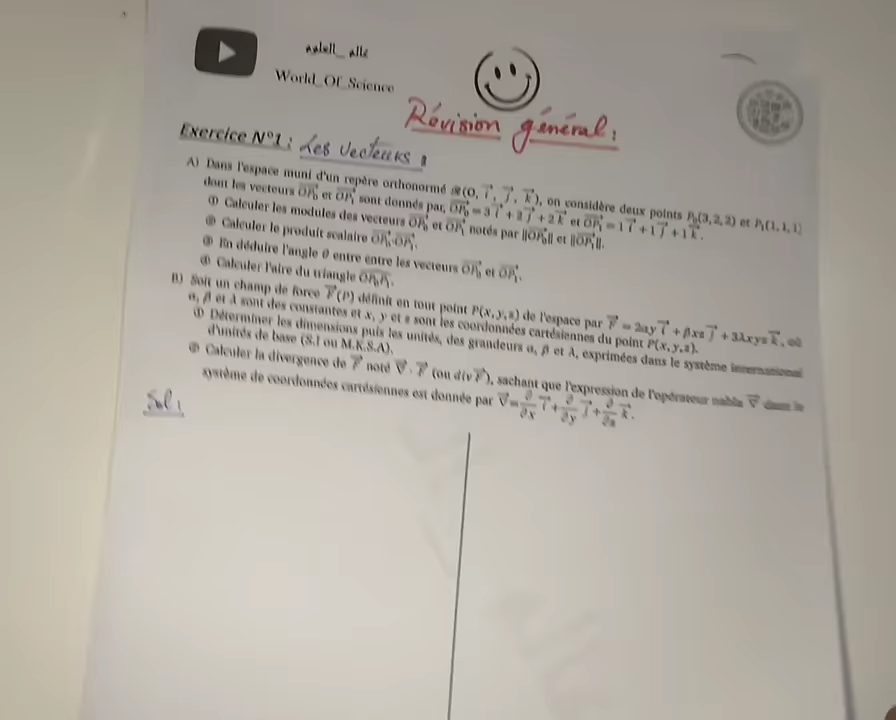 World_Of_Science
Révision général :
Exercice N°1 : Les Vecteurs :
A) Dans l'espace muni d'un repère orthonormé ℛ(O, i⃗, j⃗, k⃗), on considère deux points P₀(3,2,2) et P₁(1,1,1)
dont les vecteurs OP₀⃗ et OP₁⃗ sont donnés par, OP₀⃗ = 3 i⃗ + 2 j⃗ + 2 k⃗ et OP₁⃗ = 1 i⃗ + 1 j⃗ + 1 k⃗.
① Calculer les modules des vecteurs OP₀⃗ et OP₁⃗ notés par ||OP₀⃗|| et ||OP₁⃗||.
② Calculer le produit scalaire OP₀⃗.OP₁⃗.
③ En déduire l'angle θ entre entre les vecteurs OP₀⃗ et OP₁⃗.
④ Calculer l'aire du triangle OP₀P₁.
B) Soit un champ de force F⃗(P) définit en tout point P(x,y,z) de l'espace par F⃗ = 2αxy i⃗ + βxz j⃗ + 3λxyz k⃗, où
α, β et λ sont des constantes et x, y et z sont les coordonnées cartésiennes du point P(x,y,z).
① Déterminer les dimensions puis les unités, des grandeurs α, β et λ, exprimées dans le système international
d'unités de base (S.I ou M.K.S.A).
② Calculer la divergence de F⃗ noté ∇⃗ . F⃗ (ou div F⃗), sachant que l'expression de l'opérateur nabla ∇⃗ dans le
système de coordonnées cartésiennes est donnée par ∇⃗ = ∂/∂x i⃗ + ∂/∂y j⃗ + ∂/∂z k⃗.
Sol :